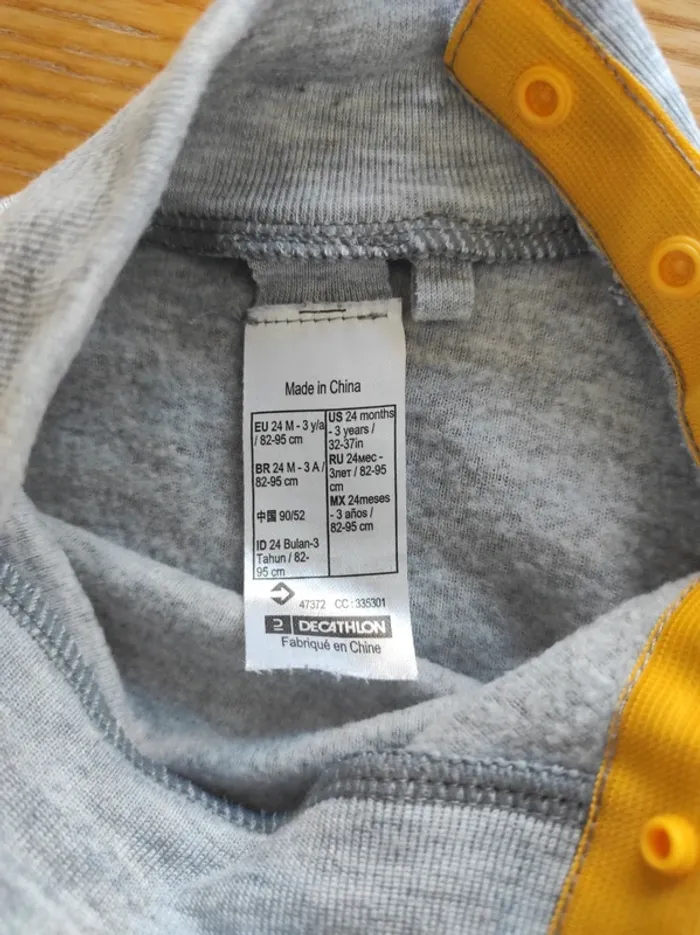 Made in China
EU 24 M - 3 y/a
/ 82-95 cm
BR 24 M - 3 A /
82-95 cm
中国 90/52
ID 24 Bulan-3
Tahun / 82-
95 cm
US 24 months
- 3 years /
32-37in
RU 24мес -
3лет / 82-95
cm
MX 24meses
- 3 años /
82-95 cm
47372 CC : 335301
2 DECATHLON
Fabriqué en Chine